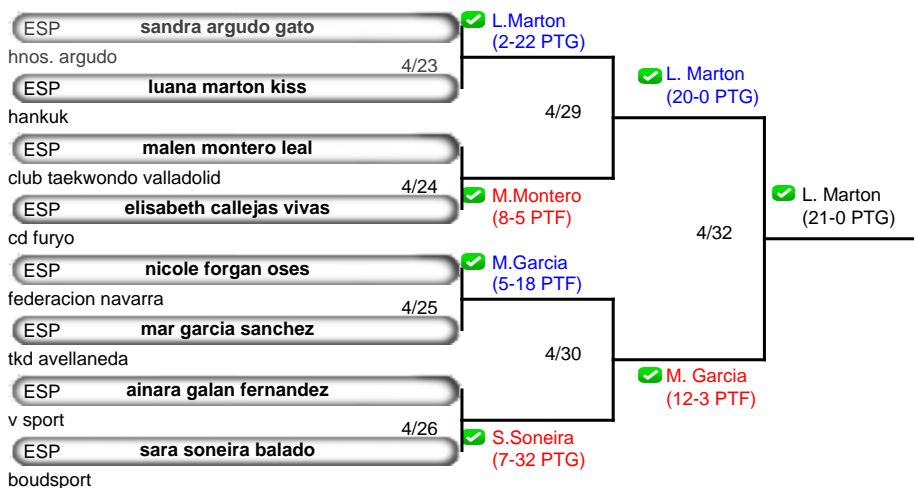 ESP sandra argudo gato
hnos. argudo
4/23
ESP luana marton kiss
hankuk
L.Marton
(2-22 PTG)
ESP malen montero leal
club taekwondo valladolid
4/24
ESP elisabeth callejas vivas
cd furyo
M.Montero
(8-5 PTF)
4/29
L. Marton
(20-0 PTG)
ESP nicole forgan oses
federacion navarra
4/25
ESP mar garcia sanchez
tkd avellaneda
M.Garcia
(5-18 PTF)
ESP ainara galan fernandez
v sport
4/26
ESP sara soneira balado
boudsport
S.Soneira
(7-32 PTG)
4/30
M. Garcia
(12-3 PTF)
4/32
L. Marton
(21-0 PTG)